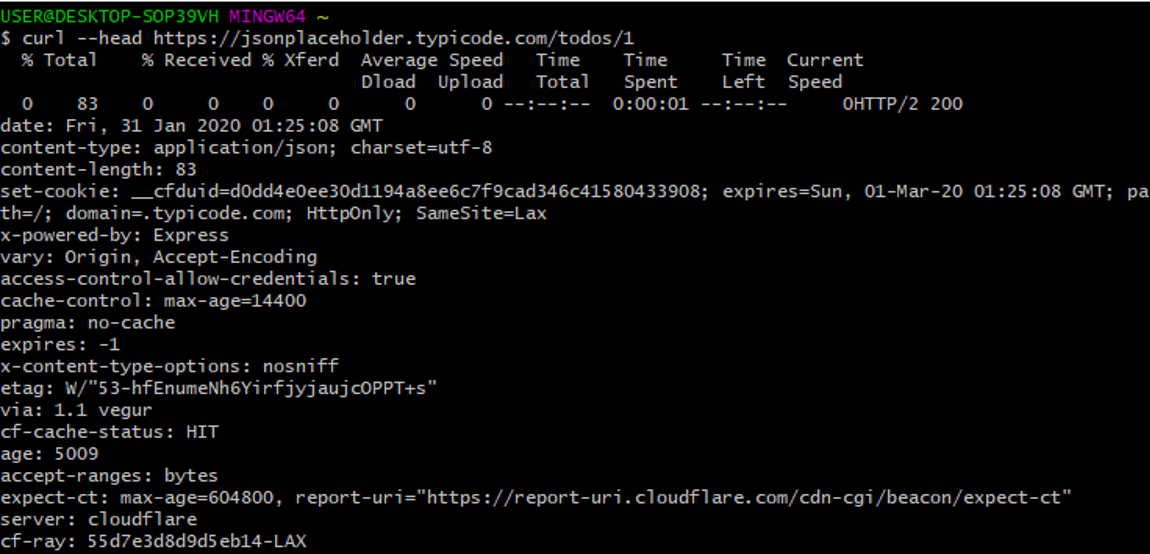 USER@DESKTOP-SOP39VH MINGW64 ~
$ curl --head https://jsonplaceholder.typicode.com/todos/1
  % Total    % Received % Xferd  Average Speed   Time    Time     Time  Current
                                 Dload  Upload   Total   Spent    Left  Speed
  0    83    0     0    0     0      0      0 --:--:--  0:00:01 --:--:--     0HTTP/2 200
date: Fri, 31 Jan 2020 01:25:08 GMT
content-type: application/json; charset=utf-8
content-length: 83
set-cookie: __cfduid=d0dd4e0ee30d1194a8ee6c7f9cad346c41580433908; expires=Sun, 01-Mar-20 01:25:08 GMT; pa
th=/; domain=.typicode.com; HttpOnly; SameSite=Lax
x-powered-by: Express
vary: Origin, Accept-Encoding
access-control-allow-credentials: true
cache-control: max-age=14400
pragma: no-cache
expires: -1
x-content-type-options: nosniff
etag: W/"53-hfEnumeNh6YirfjyjaujcOPPT+s"
via: 1.1 vegur
cf-cache-status: HIT
age: 5009
accept-ranges: bytes
expect-ct: max-age=604800, report-uri="https://report-uri.cloudflare.com/cdn-cgi/beacon/expect-ct"
server: cloudflare
cf-ray: 55d7e3d8d9d5eb14-LAX